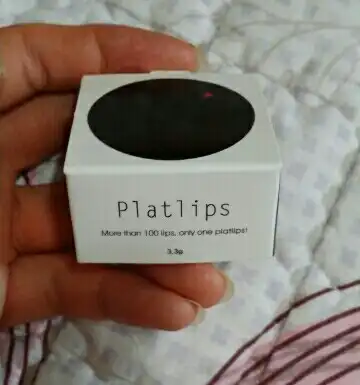 Platlips
More than 100 lips, only one platlips!
3.3g